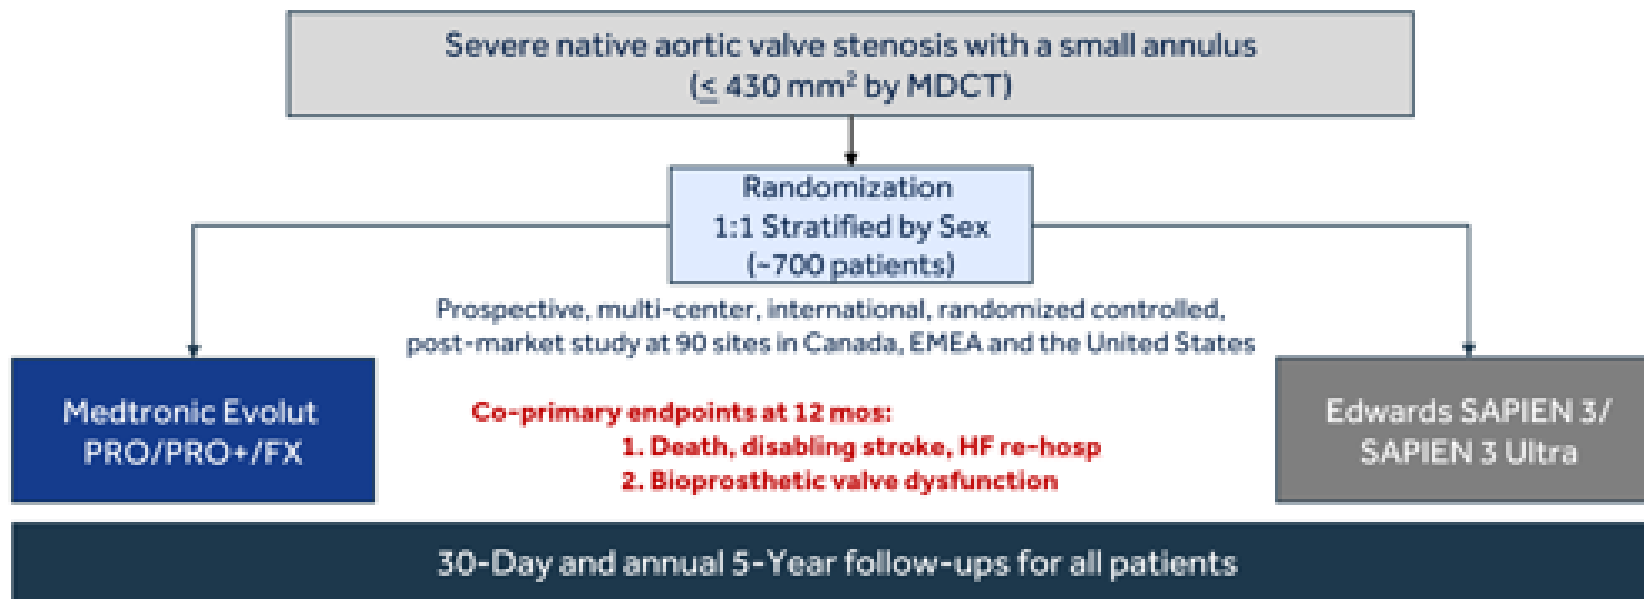 Severe native aortic valve stenosis with a small annulus
(≤ 430 mm² by MDCT)
Randomization
1:1 Stratified by Sex
(~700 patients)
Prospective, multi-center, international, randomized controlled,
post-market study at 90 sites in Canada, EMEA and the United States
Medtronic Evolut
PRO/PRO+/FX
Co-primary endpoints at 12 mos:
1. Death, disabling stroke, HF re-hosp
2. Bioprosthetic valve dysfunction
Edwards SAPIEN 3/
SAPIEN 3 Ultra
30-Day and annual 5-Year follow-ups for all patients